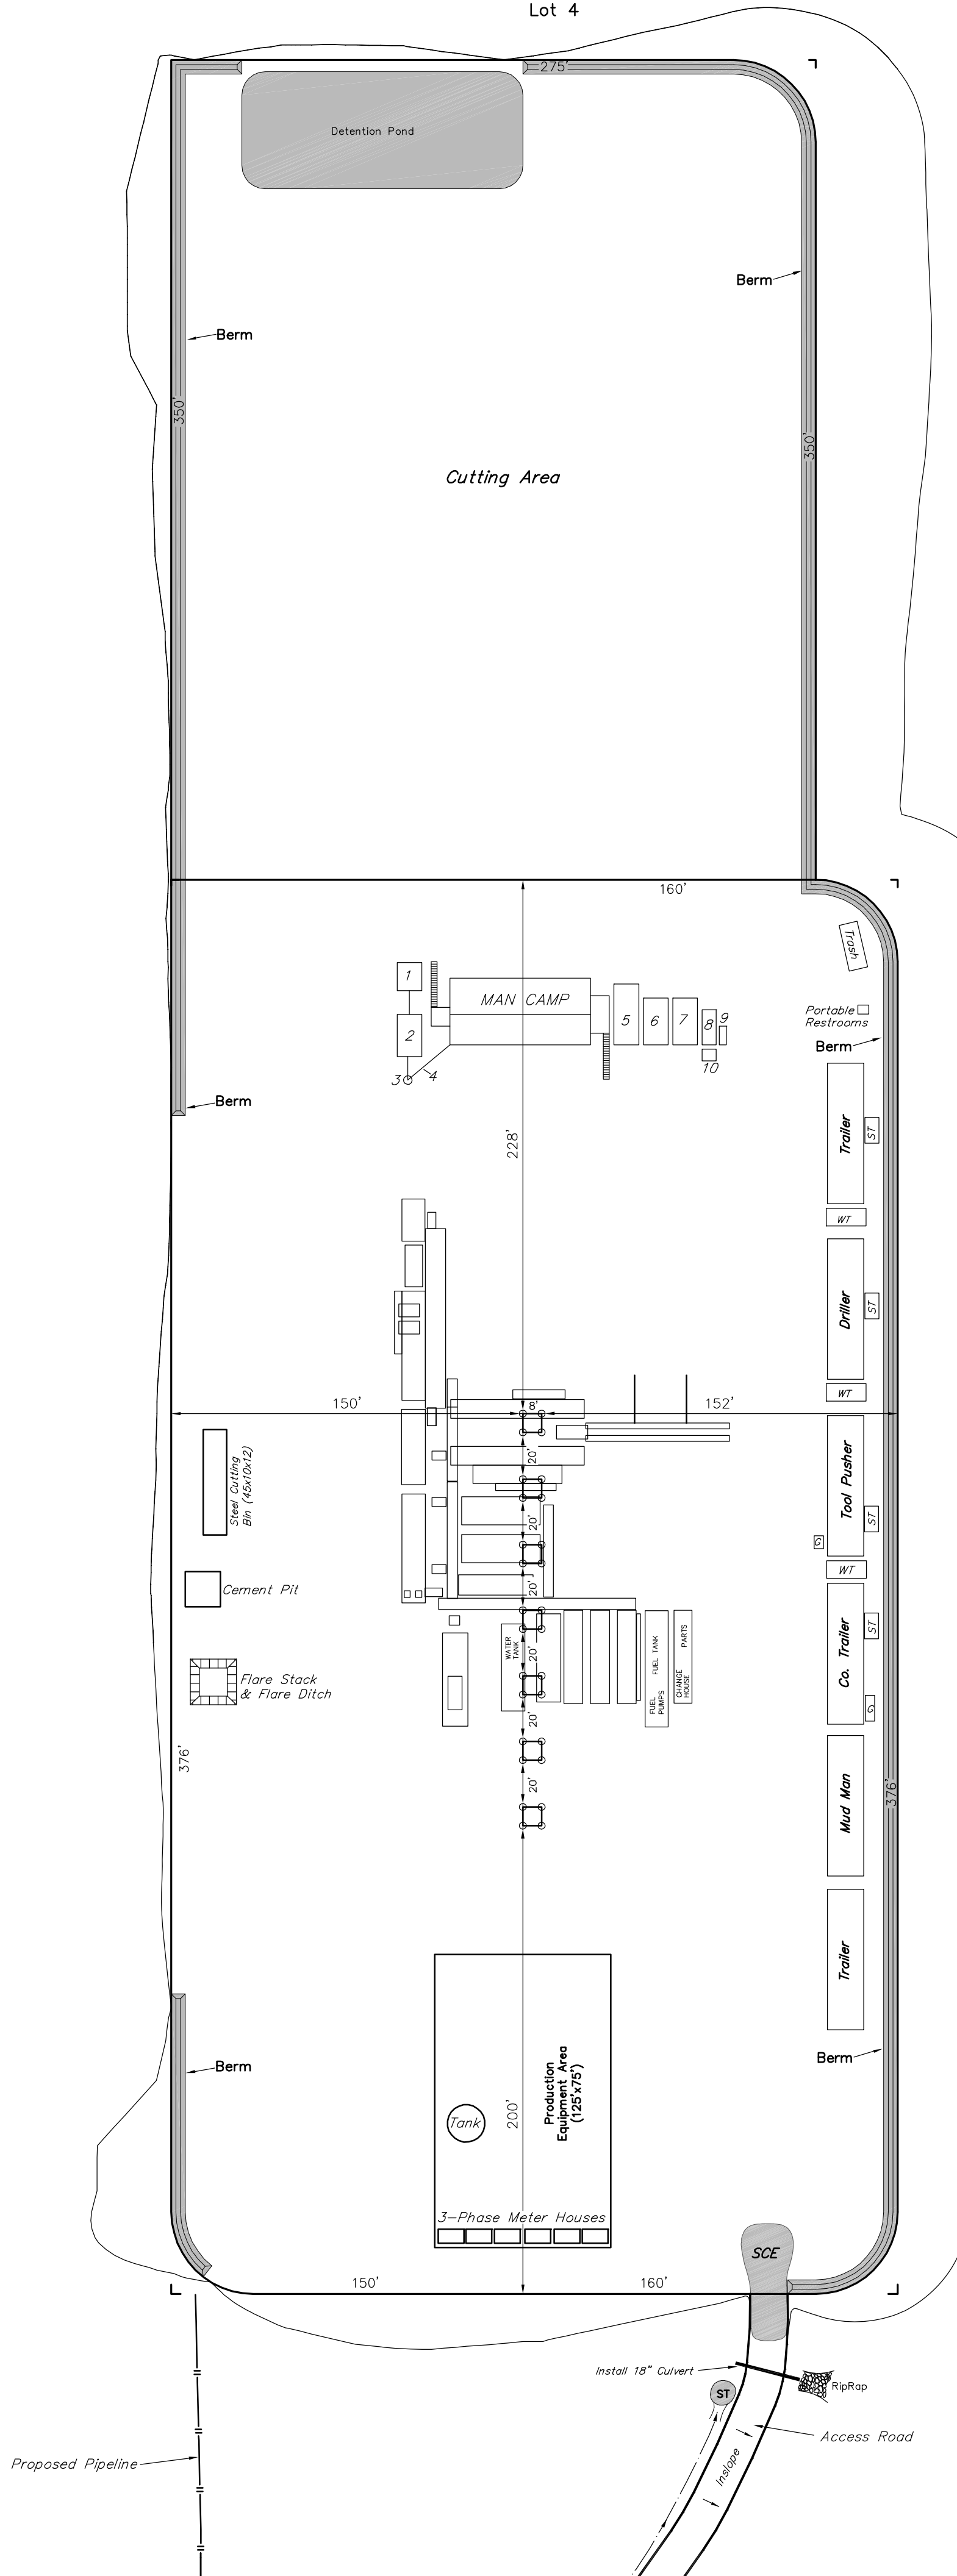 Lot 4
275'
Detention Pond
Berm
Berm
350'
350'
Cutting Area
160'
Trash
1
MAN CAMP
2
5
6
7
8
9
10
3
4
Portable
Restrooms
Berm
Berm
228'
Trailer
ST
WT
Driller
ST
WT
150'
8'
152'
Steel Cutting
Bin (45x10x12)
20'
Tool Pusher
ST
G
WT
20'
Cement Pit
20'
Co. Trailer
ST
G
Flare Stack
& Flare Ditch
WATER
TANK
20'
FUEL TANK
FUEL
PUMPS
PARTS
CHANGE
HOUSE
20'
376'
20'
Mud Man
376'
Trailer
Berm
Berm
Tank
200'
Production
Equipment Area
(125'x75')
3-Phase Meter Houses
SCE
150'
160'
Install 18" Culvert
RipRap
ST
Access Road
Inslope
Proposed Pipeline